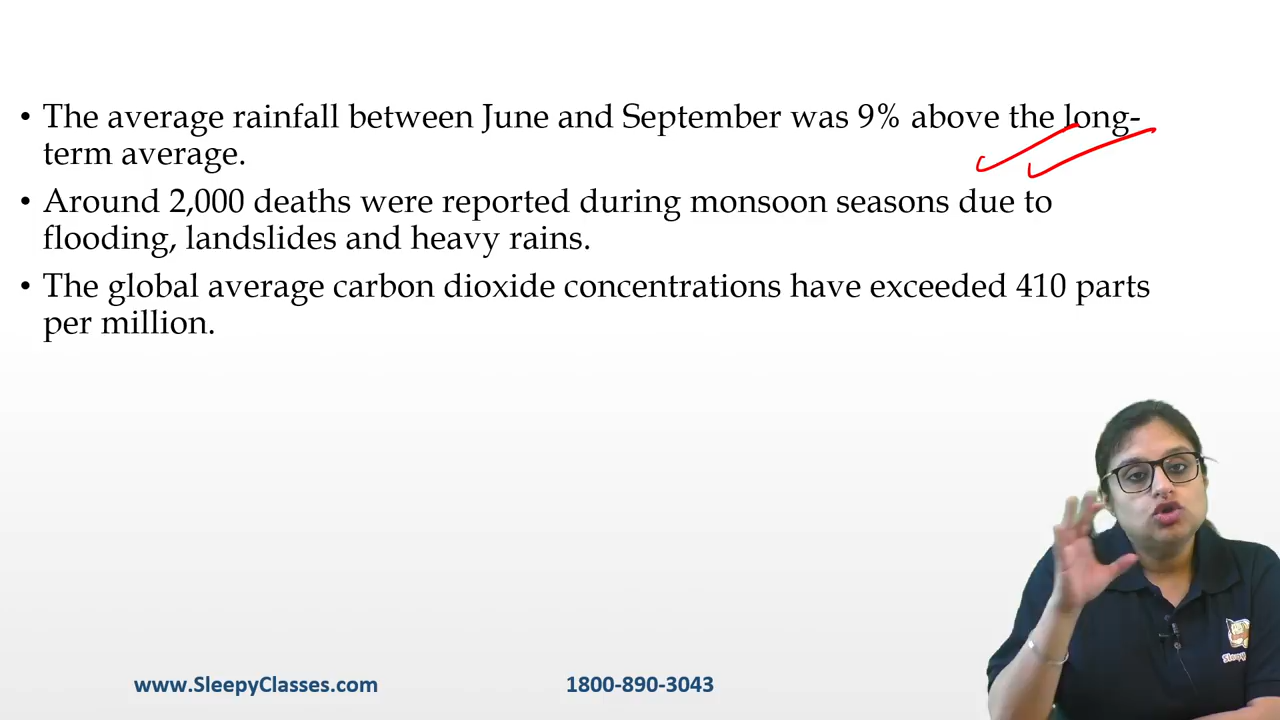 • The average rainfall between June and September was 9% above the long-
term average.
• Around 2,000 deaths were reported during monsoon seasons due to
flooding, landslides and heavy rains.
• The global average carbon dioxide concentrations have exceeded 410 parts
per million.
www.SleepyClasses.com 1800-890-3043